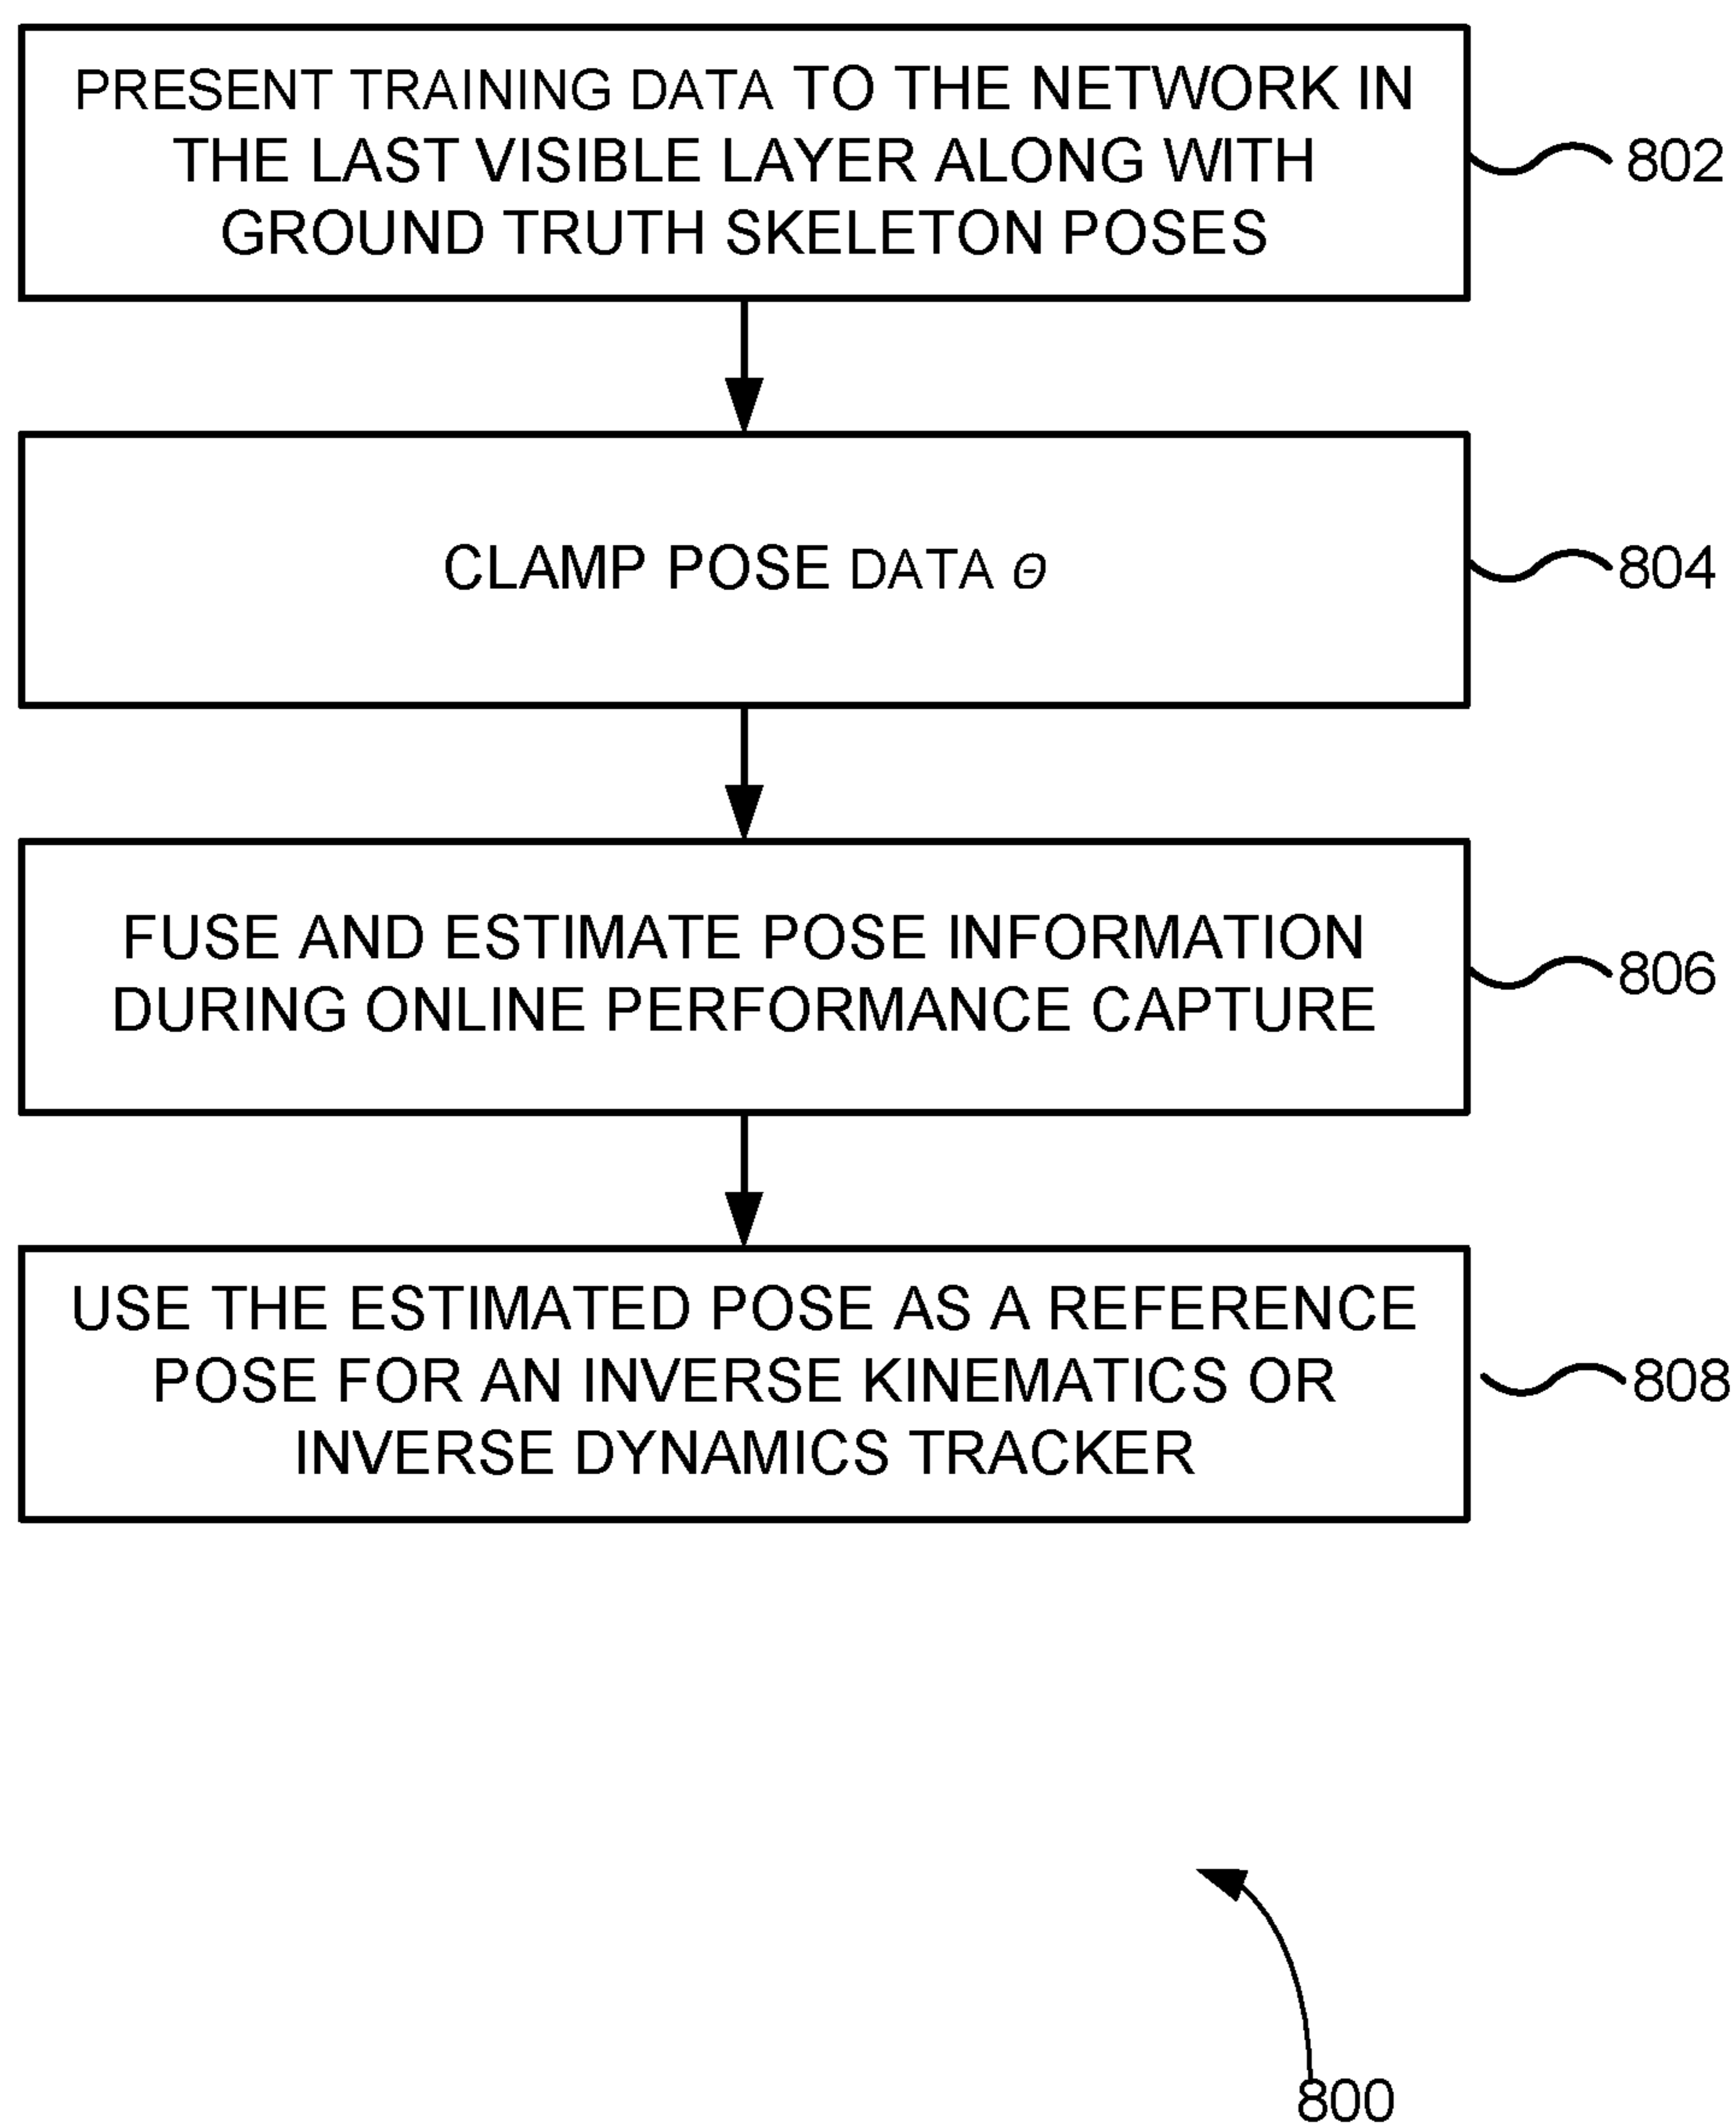 PRESENT TRAINING DATA TO THE NETWORK IN
THE LAST VISIBLE LAYER ALONG WITH
GROUND TRUTH SKELETON POSES
802
CLAMP POSE DATA θ
804
FUSE AND ESTIMATE POSE INFORMATION
DURING ONLINE PERFORMANCE CAPTURE
806
USE THE ESTIMATED POSE AS A REFERENCE
POSE FOR AN INVERSE KINEMATICS OR
INVERSE DYNAMICS TRACKER
808
800